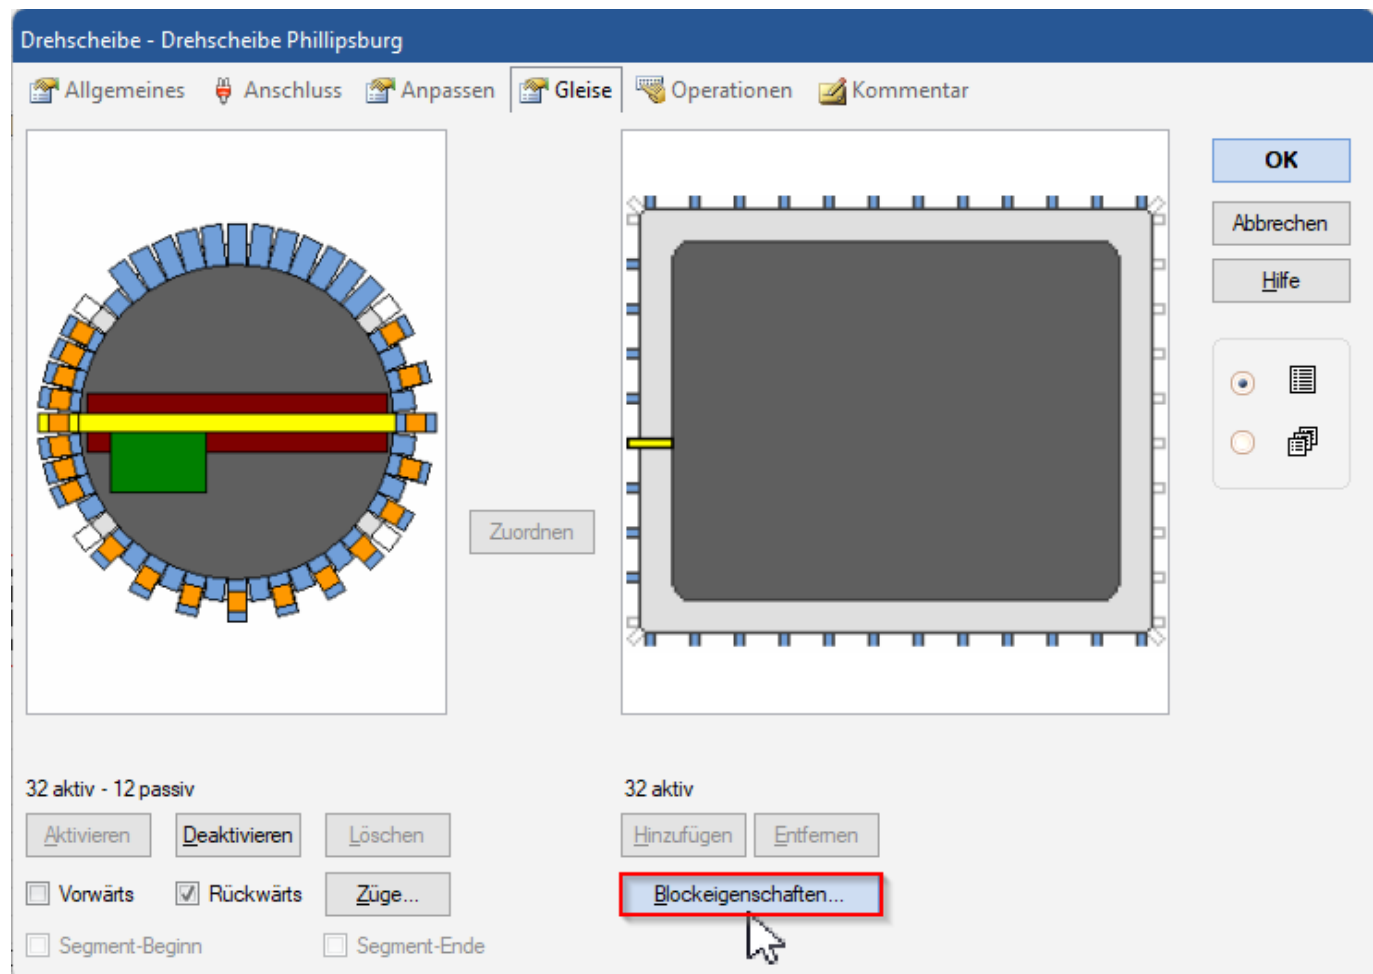 Drehscheibe - Drehscheibe Phillipsburg
Allgemeines Anschluss Anpassen Gleise Operationen Kommentar
OK
Abbrechen
Hilfe
Zuordnen
32 aktiv - 12 passiv
32 aktiv
Aktivieren Deaktivieren Löschen
Hinzufügen Entfernen
Vorwärts Rückwärts Züge...
Blockeigenschaften...
Segment-Beginn Segment-Ende